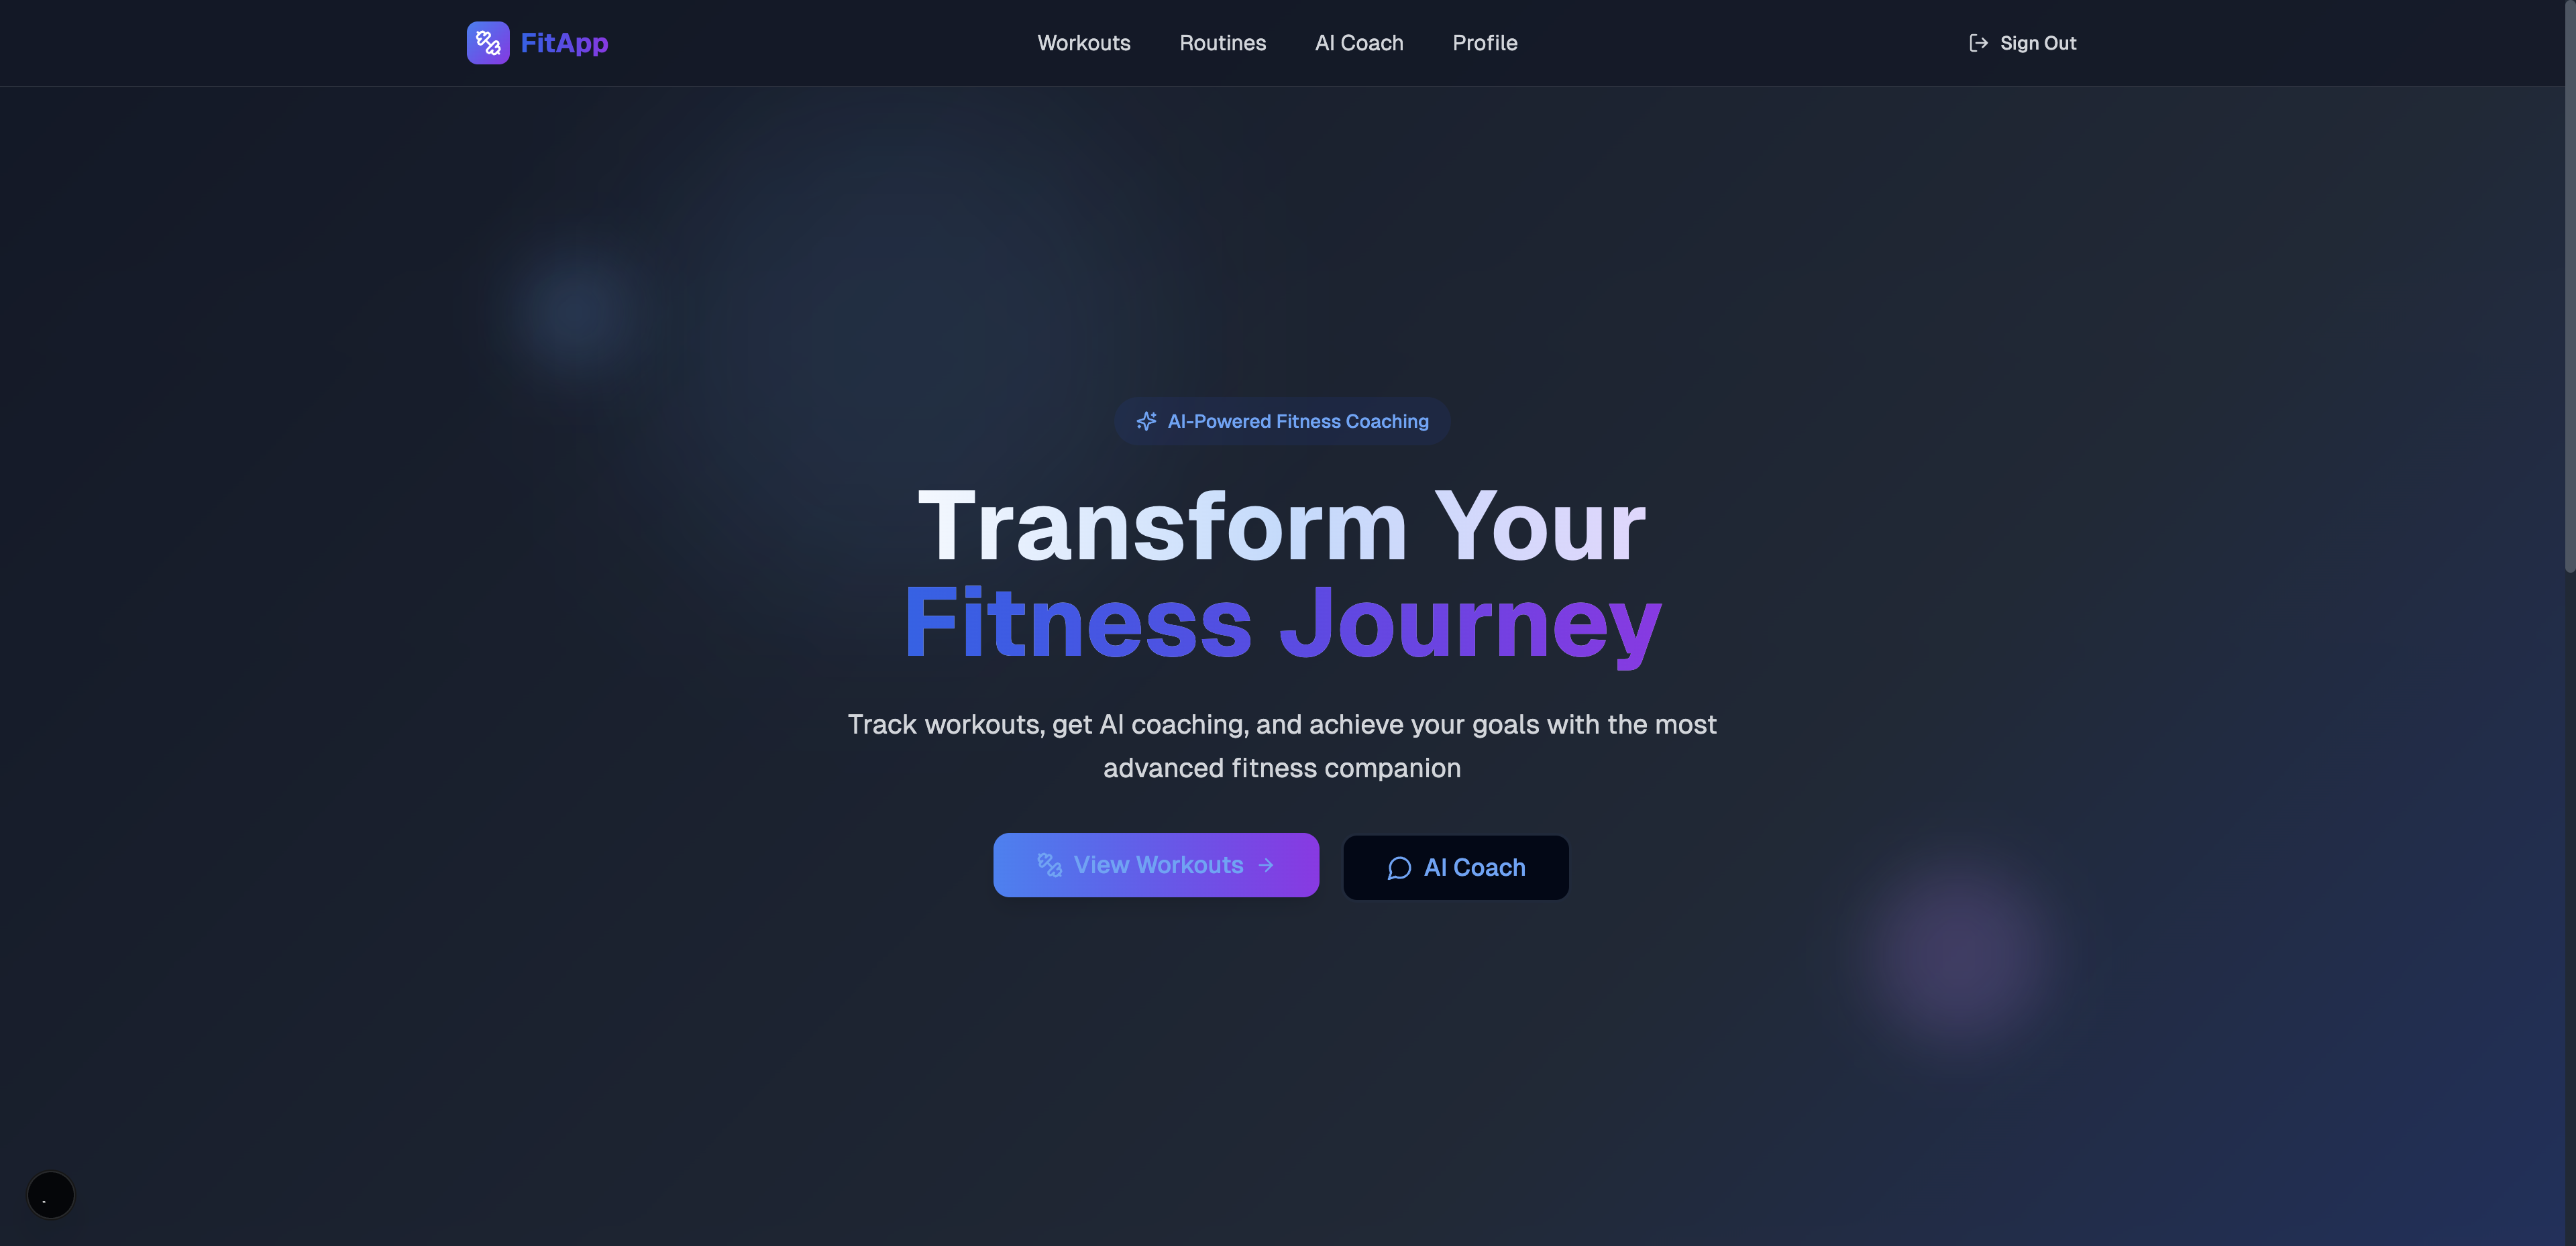 FitApp
Workouts
Routines
AI Coach
Profile
Sign Out
AI-Powered Fitness Coaching
Transform Your
Fitness Journey
Track workouts, get AI coaching, and achieve your goals with the most
advanced fitness companion
View Workouts
AI Coach